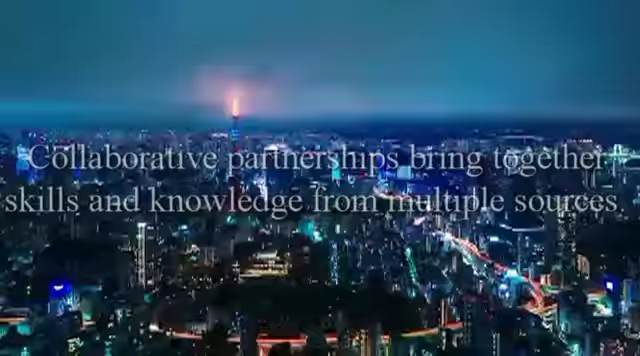 Collaborative partnerships bring together
skills and knowledge from multiple sources.